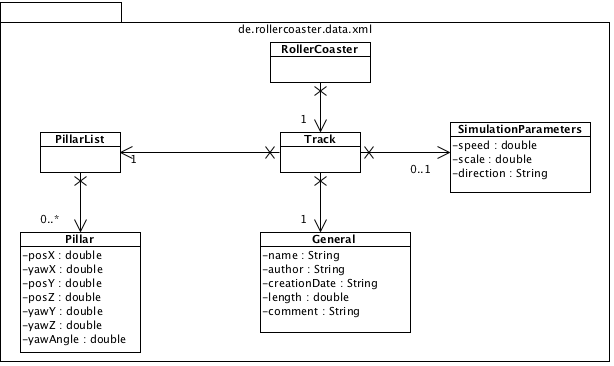 de.rollercoaster.data.xml
RollerCoaster
1
PillarList
1
Track
SimulationParameters
-speed : double
-scale : double
-direction : String
0..1
0..*
1
Pillar
-posX : double
-yawX : double
-posY : double
-posZ : double
-yawY : double
-yawZ : double
-yawAngle : double
General
-name : String
-author : String
-creationDate : String
-length : double
-comment : String